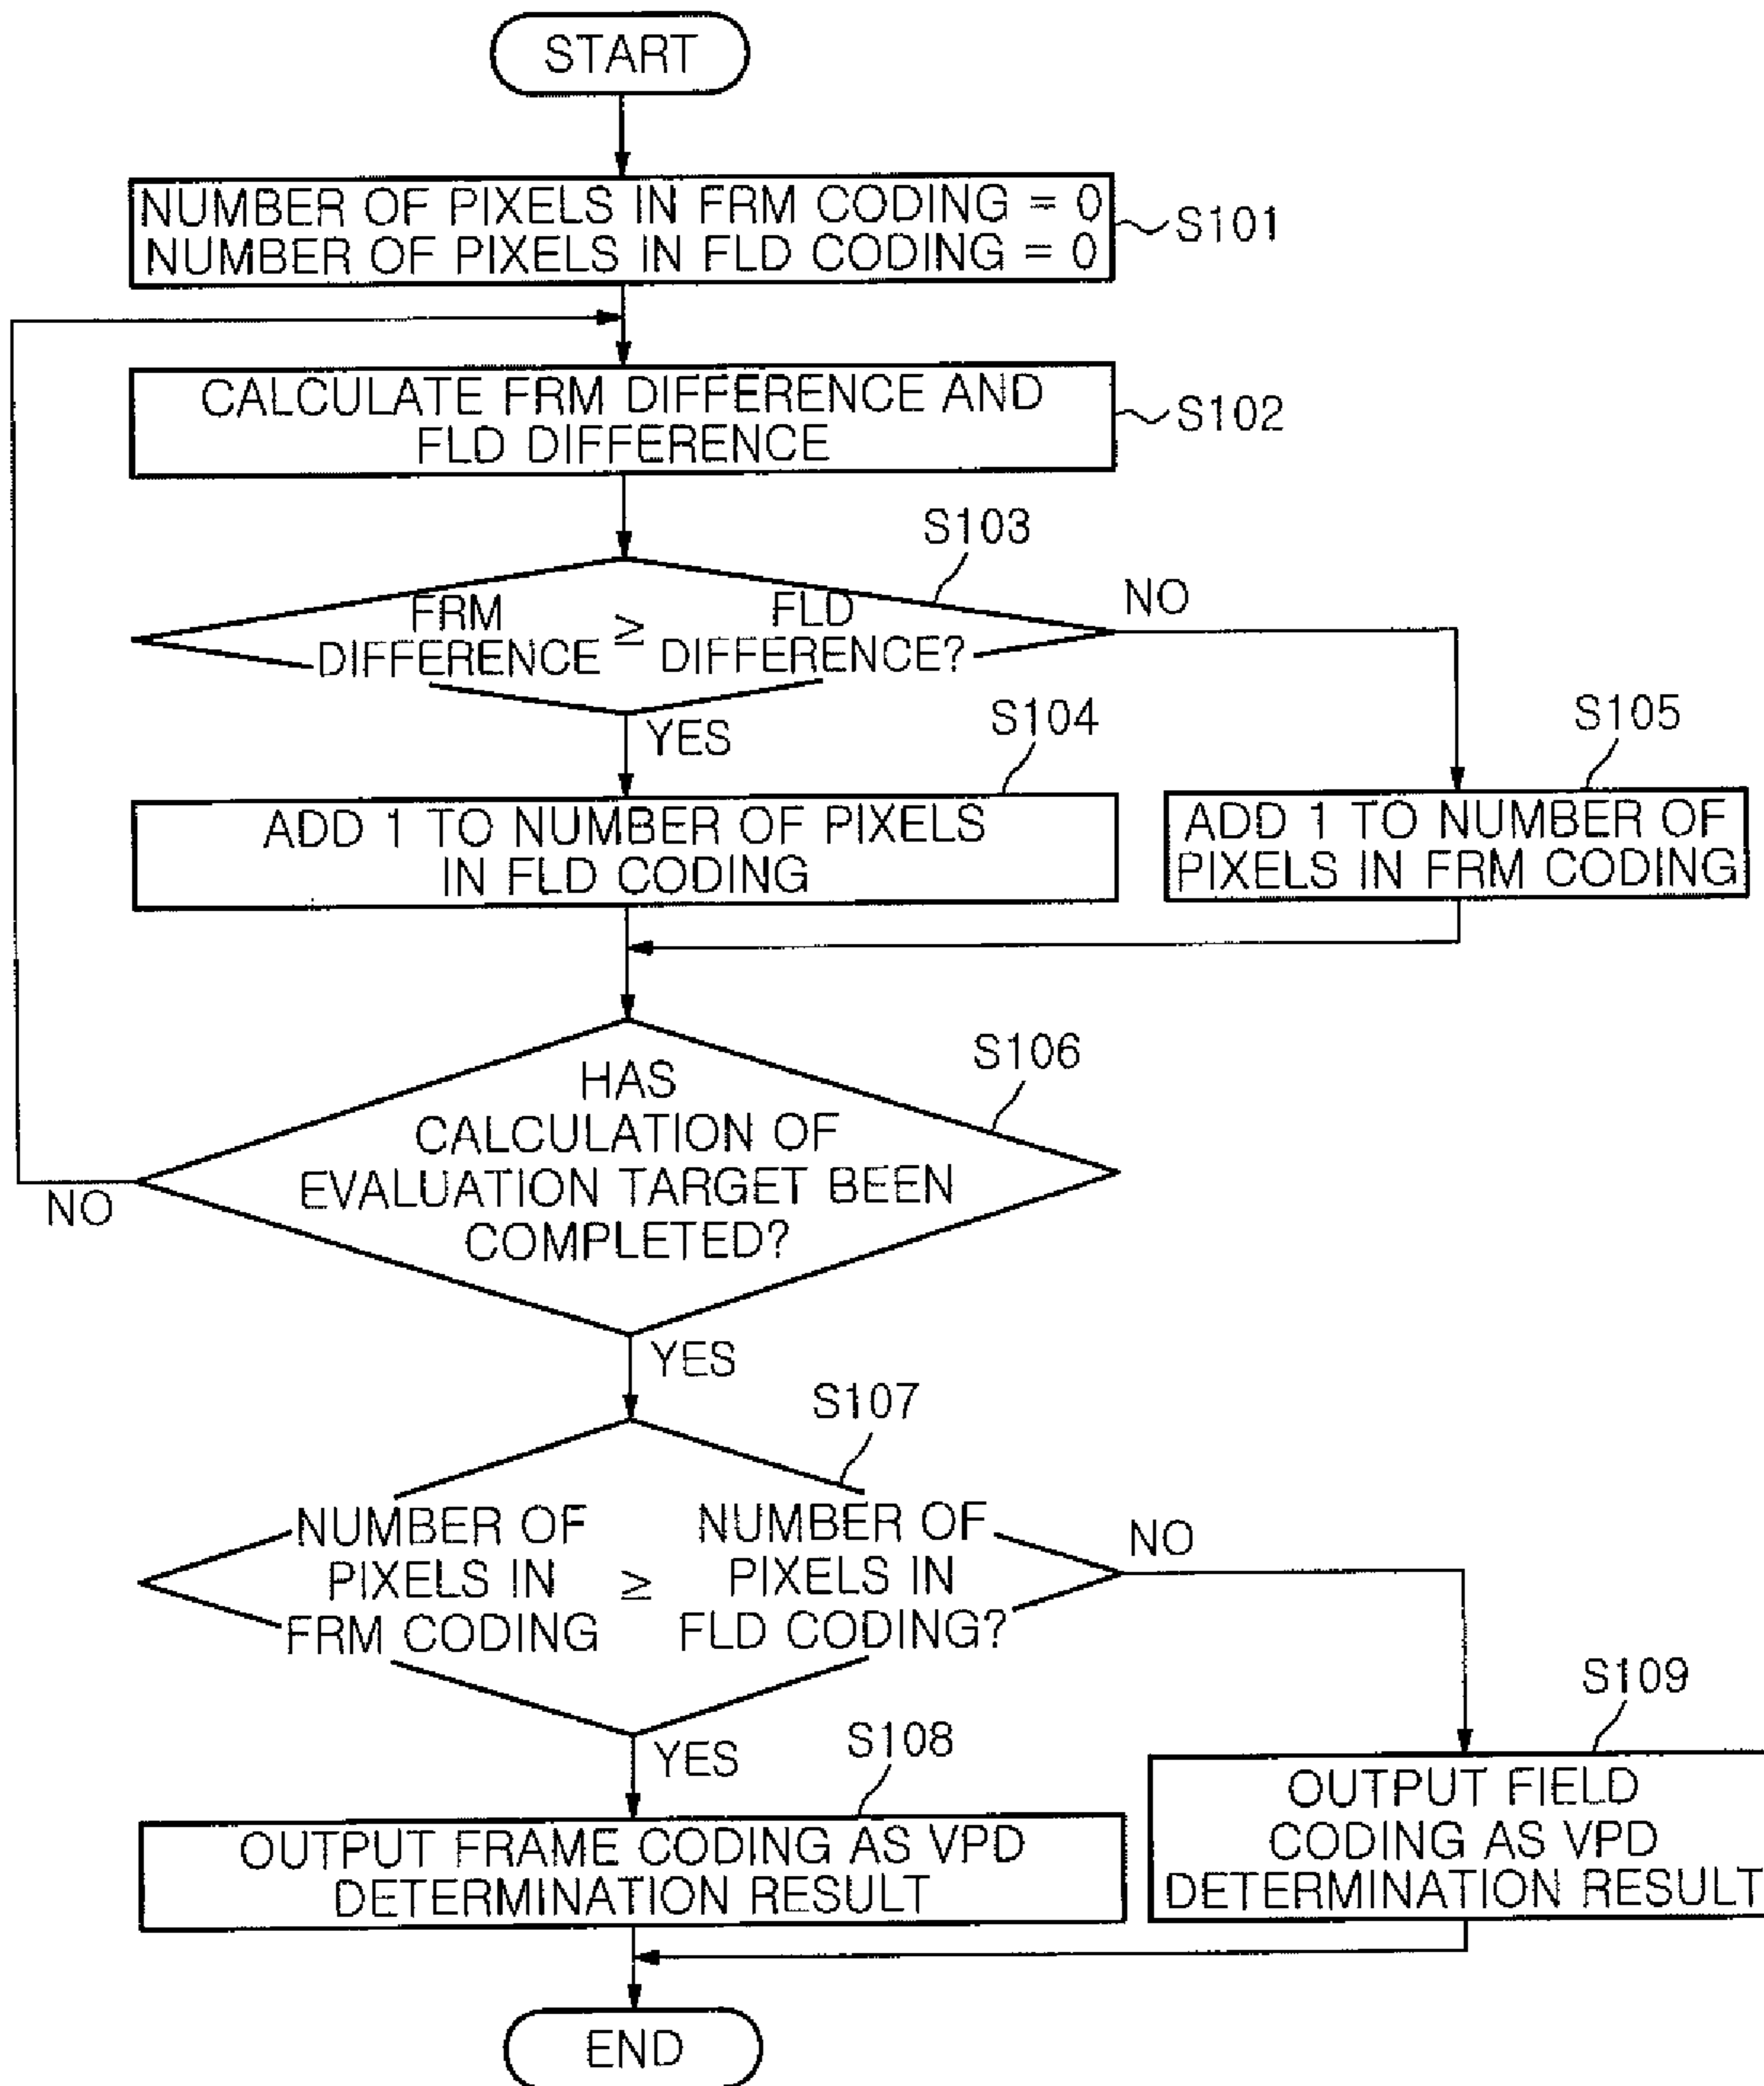 START
NUMBER OF PIXELS IN FRM CODING = 0
NUMBER OF PIXELS IN FLD CODING = 0
S101
CALCULATE FRM DIFFERENCE AND
FLD DIFFERENCE
S102
S103
FRM
DIFFERENCE
≥
FLD
DIFFERENCE?
NO
YES
S104
ADD 1 TO NUMBER OF PIXELS
IN FLD CODING
S105
ADD 1 TO NUMBER OF
PIXELS IN FRM CODING
S106
HAS
CALCULATION OF
EVALUATION TARGET BEEN
COMPLETED?
NO
YES
S107
NUMBER OF
PIXELS IN
FRM CODING
≥
NUMBER OF
PIXELS IN
FLD CODING?
NO
YES
S108
OUTPUT FRAME CODING AS VPD
DETERMINATION RESULT
S109
OUTPUT FIELD
CODING AS VPD
DETERMINATION RESULT
END